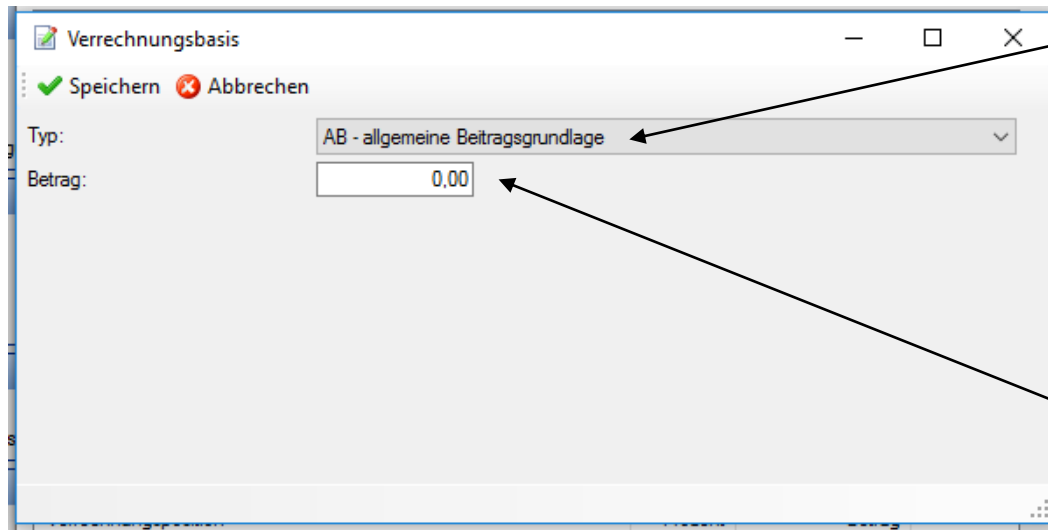 Verrechnungsbasis
Speichern Abbrechen
Typ: AB - allgemeine Beitragsgrundlage
Betrag: 0,00